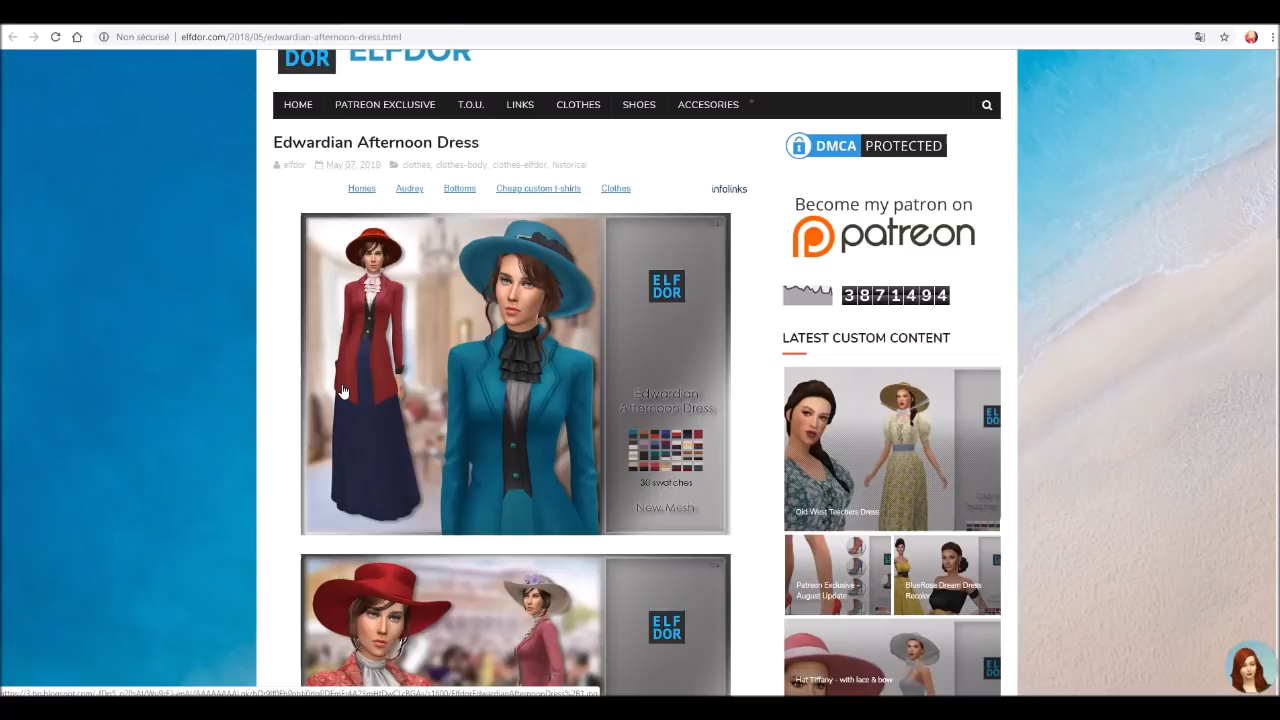 Non sécurisé
elfdor.com/2018/05/edwardian-afternoon-dress.html
DOR ELFDOR
HOME PATREON EXCLUSIVE T.O.U. LINKS CLOTHES SHOES ACCESORIES
Edwardian Afternoon Dress
elfdor May 07, 2018 clothes, clothes-body, clothes-elfdor, historical
Homes Audrey Bottoms Cheap custom t-shirts Clothes infolinks
ELF
DOR
Edwardian
Afternoon Dress
30 swatches
New Mesh
ELF
DOR
DMCA PROTECTED
Become my patron on
patreon
3871494
LATEST CUSTOM CONTENT
Old West Teachers Dress
Patreon Exclusive -
August Update
BlueRose Dream Dress
Recolor
Hat Tiffany - with lace & bow